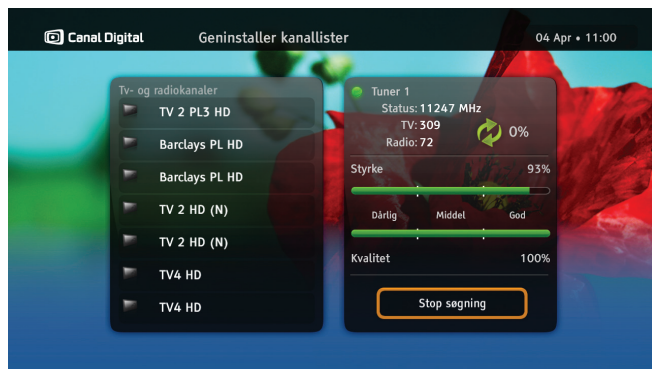 Canal Digital Geninstaller kanallister 04 Apr • 11:00
Tv- og radiokanaler
TV 2 PL3 HD
Barclays PL HD
Barclays PL HD
TV 2 HD (N)
TV 2 HD (N)
TV4 HD
TV4 HD
Tuner 1
Status: 11247 MHz
TV: 309
Radio: 72
0%
Styrke 93%
Dårlig Middel God
Kvalitet 100%
Stop søgning